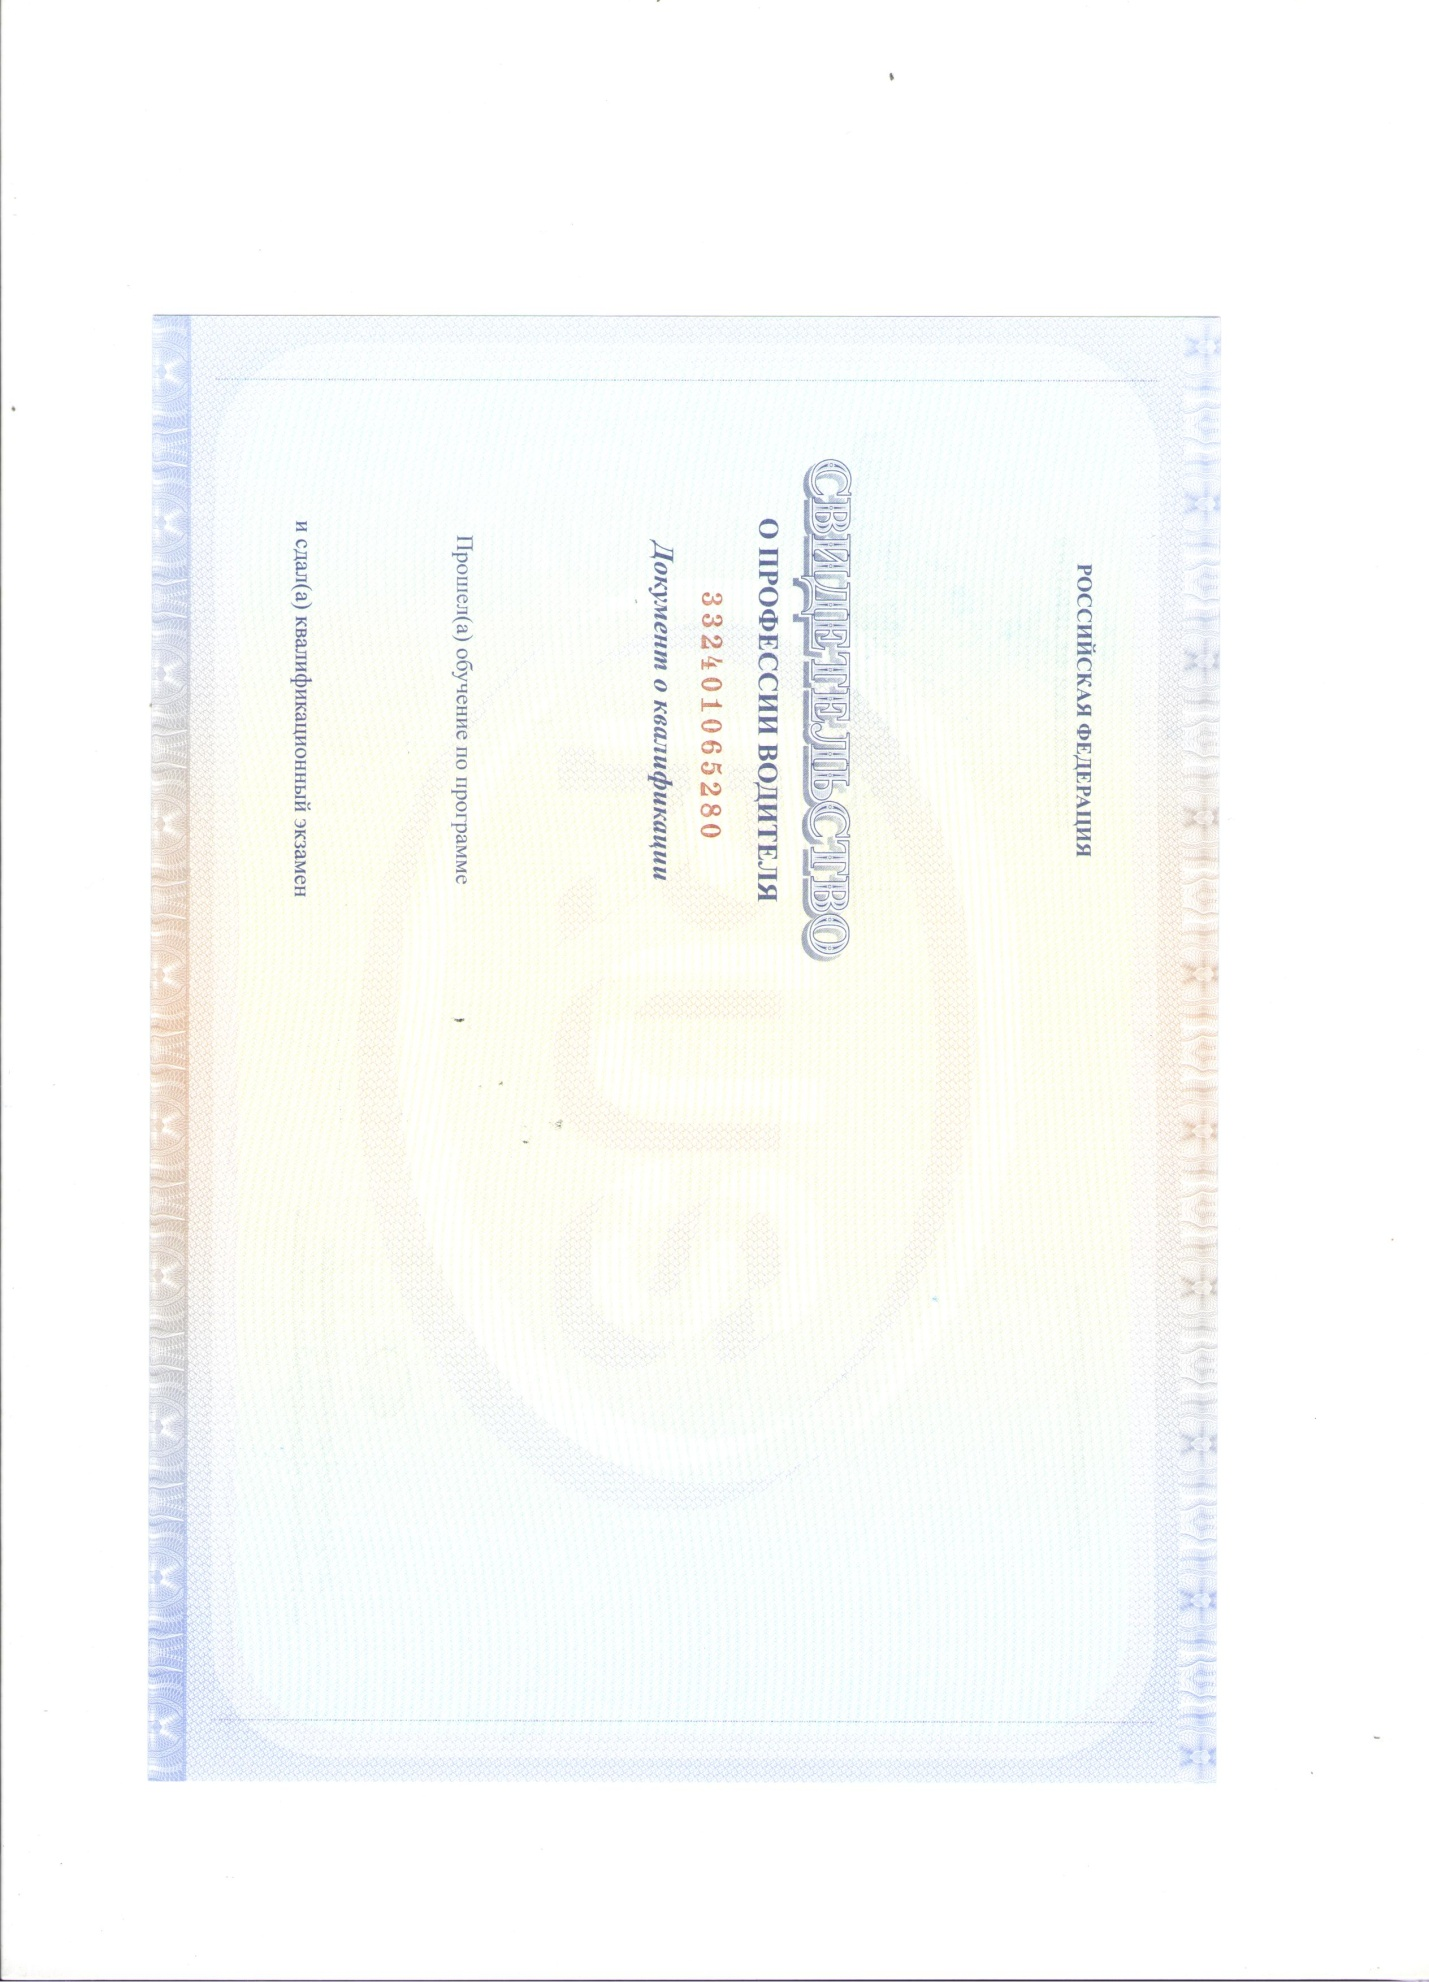 РОССИЙСКАЯ ФЕДЕРАЦИЯ
СВИДЕТЕЛЬСТВО
О ПРОФЕССИИ ВОДИТЕЛЯ
332401065280
Документ о квалификации
Прошел(а) обучение по программе
и сдал(а) квалификационный экзамен